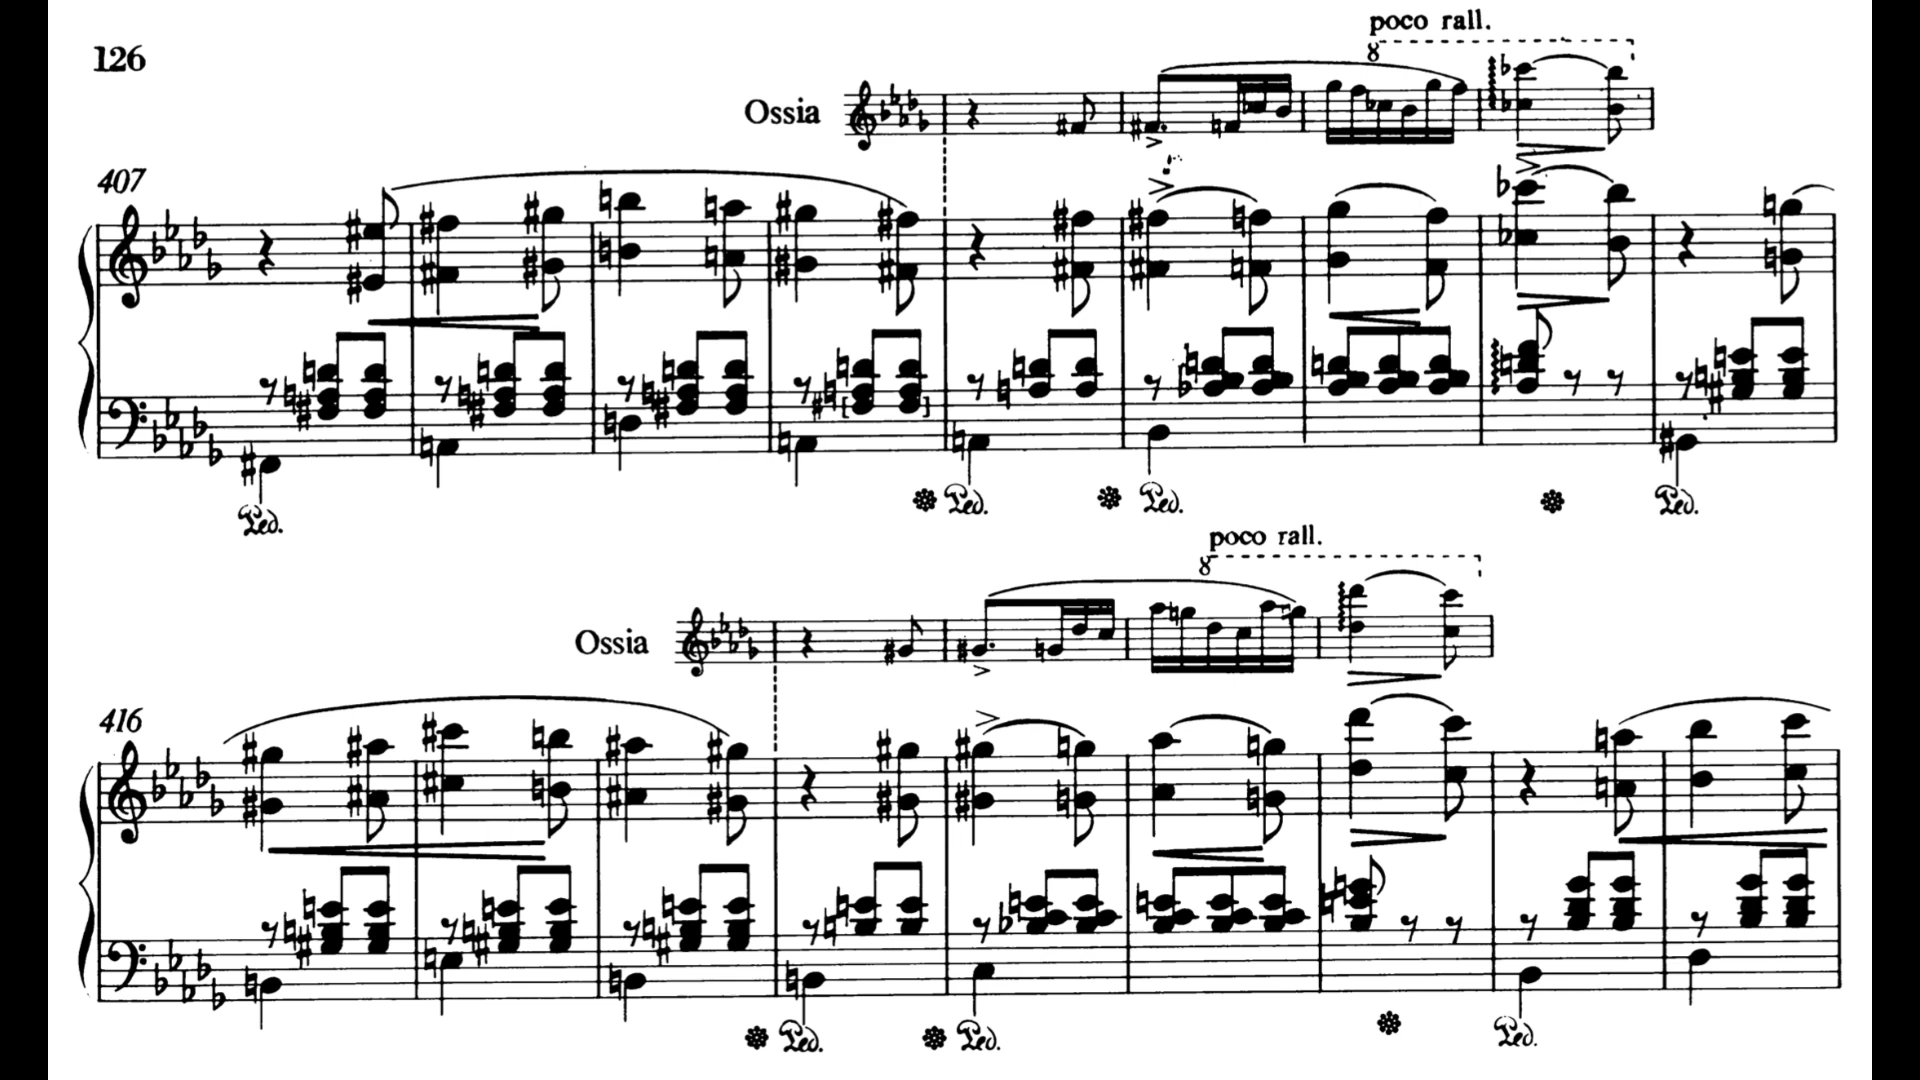 126
poco rall.
8
Ossia
407
Ped. Ped. Ped. Ped.
poco rall.
8
Ossia
416
Ped. Ped. Ped.